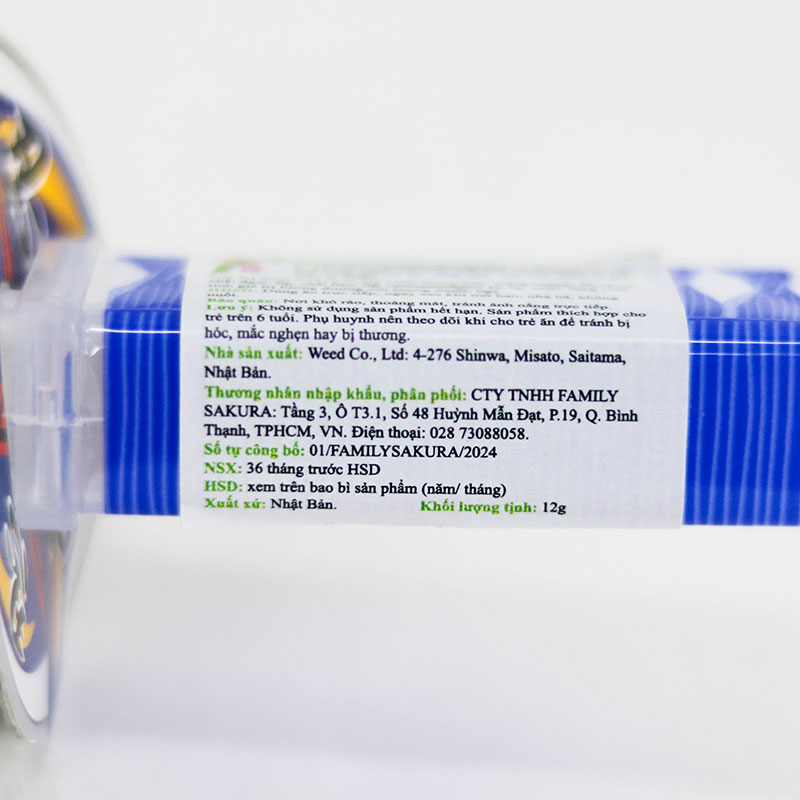 nuốt.
Bảo quản: Nơi khô ráo, thoáng mát, tránh ánh nắng trực tiếp.
Lưu ý: Không sử dụng sản phẩm hết hạn. Sản phẩm thích hợp cho
trẻ trên 6 tuổi. Phụ huynh nên theo dõi khi cho trẻ ăn để tránh bị
hóc, mắc nghẹn hay bị thương.
Nhà sản xuất: Weed Co., Ltd: 4-276 Shinwa, Misato, Saitama,
Nhật Bản.
Thương nhân nhập khẩu, phân phối: CTY TNHH FAMILY
SAKURA: Tầng 3, Ô T3.1, Số 48 Huỳnh Mẫn Đạt, P.19, Q. Bình
Thạnh, TPHCM, VN. Điện thoại: 028 73088058.
Số tự công bố: 01/FAMILYSAKURA/2024
NSX: 36 tháng trước HSD
HSD: xem trên bao bì sản phẩm (năm/ tháng)
Xuất xứ: Nhật Bản. Khối lượng tịnh: 12g